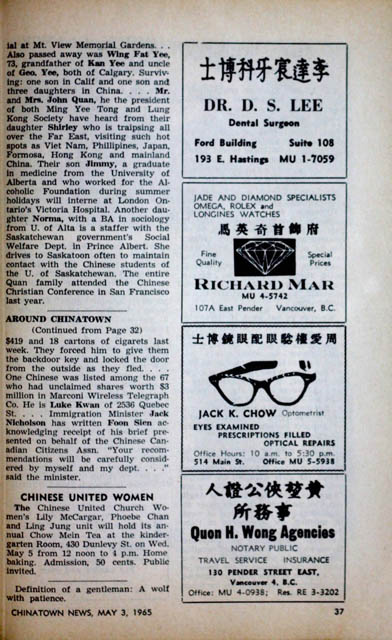 ial at Mt. View Memorial Gardens. . .
Also passed away was Wing Fat Yee,
73, grandfather of Kan Yee and uncle
of Geo. Yee, both of Calgary. Surviv-
ing: one son in Calif and one son and
three daughters in China. . . . Mr.
and Mrs. John Quan, he the president
of both Ming Yee Tong and Lung
Kong Society have heard from their
daughter Shirley who is traipsing all
over the Far East, visiting such hot
spots as Viet Nam, Phillipines, Japan,
Formosa, Hong Kong and mainland
China. Their son Jimmy, a graduate
in medicine from the University of
Alberta and who worked for the Al-
coholic Foundation during summer
holidays will interne at London On-
tario's Victoria Hospital. Another dau-
ghter Norma, with a BA in sociology
from U. of Alta is a staffer with the
Saskatchewan government's Social
Welfare Dept. in Prince Albert. She
drives to Saskatoon often to maintain
contact with the Chinese students of
the U. of Saskatchewan. The entire
Quan family attended the Chinese
Christian Conference in San Francisco
last year.
AROUND CHINATOWN
(Continued from Page 32)
$419 and 18 cartons of cigarets last
week. They forced him to give them
the backdoor key and locked the door
from the outside as they fled. . . .
One Chinese was listed among the 67
who had unclaimed shares worth $3
million in Marconi Wireless Telegraph
Co. He is Luke Kwan of 2536 Quebec
St. . . . Immigration Minister Jack
Nicholson has written Foon Sien ac-
knowledging receipt of his brief pre-
sented on behalf of the Chinese Can-
adian Citizens Assn. "Your recom-
mendations will be carefully consid-
ered by myself and my dept. . . ."
said the minister.
CHINESE UNITED WOMEN
The Chinese United Church Wo-
men's Lily McCargar, Phoebe Chan
and Ling Jung unit will hold its an-
nual Chow Mein Tea at the kinder-
garten Room, 430 Dunlevy St. on Wed.
May 5 from 12 noon to 4 p.m. Home
baking. Admission, 50 cents. Public
invited.
Definition of a gentleman: A wolf
with patience.
CHINATOWN NEWS, MAY 3, 1965
士博科牙寰達李
DR. D. S. LEE
Dental Surgeon
Ford Building Suite 108
193 E. Hastings MU 1-7059
JADE AND DIAMOND SPECIALISTS
OMEGA, ROLEX and
LONGINES WATCHES
馬英奇首飾府
Fine Quality
Special Prices
RICHARD MAR
MU 4-5742
107A East Pender Vancouver, B.C.
士博鏡眼配眼驗權愛周
JACK K. CHOW Optometrist
EYES EXAMINED
PRESCRIPTIONS FILLED
OPTICAL REPAIRS
Office Hours: 10 a.m. to 5:30 p.m.
514 Main St. Office MU 5-5938
人證公俠堃黄
所務事
Quon H. Wong Agencies
NOTARY PUBLIC
TRAVEL SERVICE INSURANCE
130 PENDER STREET EAST,
Vancouver 4, B.C.
Office: MU 4-0938; Res. RE 3-3202
37